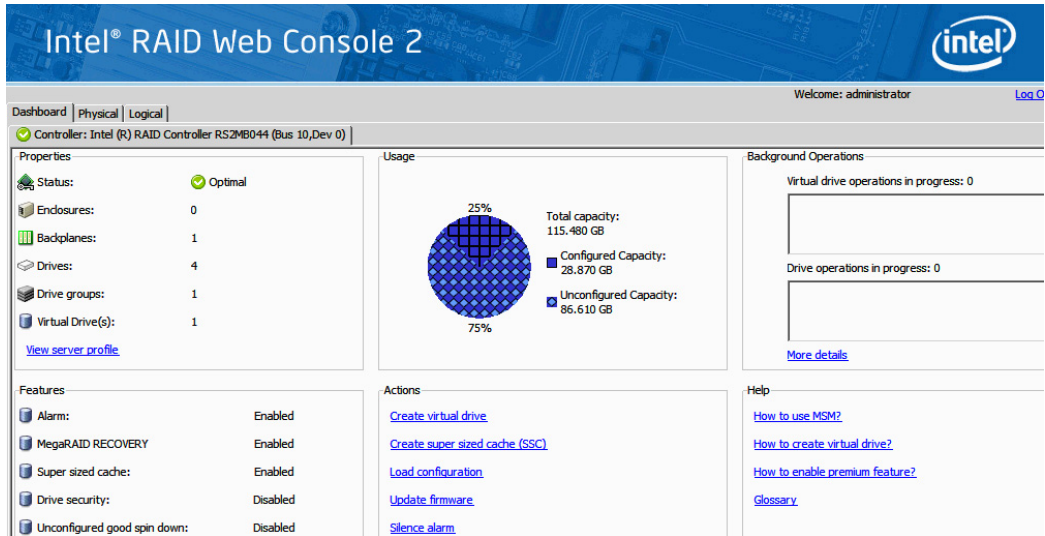 Intel® RAID Web Console 2
intel
Welcome: administrator
Log O
Dashboard
Physical
Logical
Controller: Intel (R) RAID Controller RS2MB044 (Bus 10,Dev 0)
Properties
Status: Optimal
Enclosures: 0
Backplanes: 1
Drives: 4
Drive groups: 1
Virtual Drive(s): 1
View server profile
Usage
25%
75%
Total capacity:
115.480 GB
Configured Capacity:
28.870 GB
Unconfigured Capacity:
86.610 GB
Background Operations
Virtual drive operations in progress: 0
Drive operations in progress: 0
More details
Features
Alarm: Enabled
MegaRAID RECOVERY Enabled
Super sized cache: Enabled
Drive security: Disabled
Unconfigured good spin down: Disabled
Actions
Create virtual drive
Create super sized cache (SSC)
Load configuration
Update firmware
Silence alarm
Help
How to use MSM?
How to create virtual drive?
How to enable premium feature?
Glossary